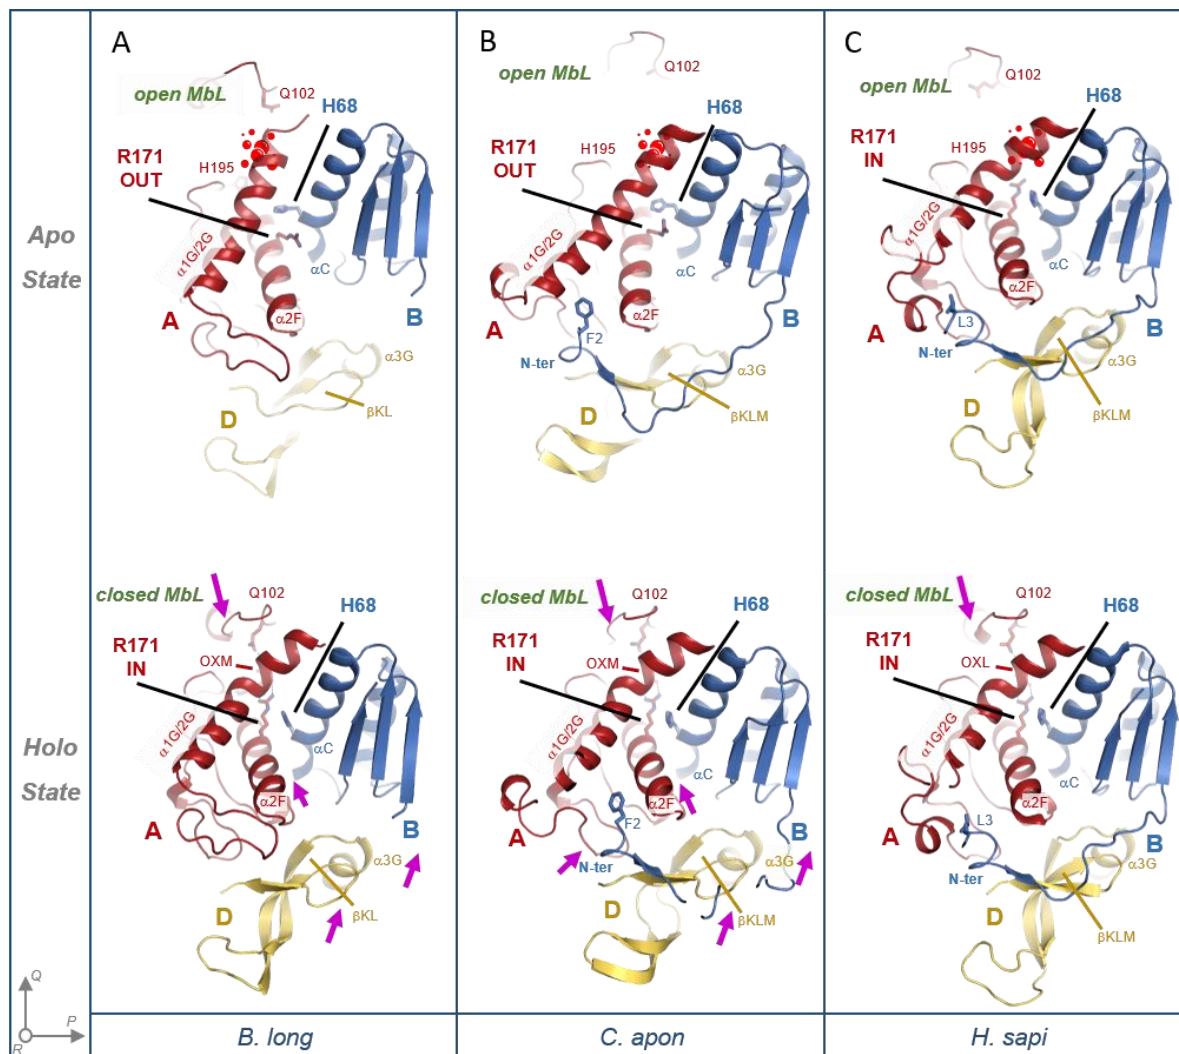 A
open MbL
Q102
H68
R171
OUT
H195
α1G/2G
αC
α2F
A
B
α3G
βKL
D
B
open MbL
Q102
H68
R171
OUT
H195
α1G/2G
αC
α2F
A
F2
N-ter
B
α3G
βKLM
D
C
open MbL
Q102
H68
R171
IN
H195
α1G/2G
αC
α2F
A
L3
N-ter
B
α3G
βKLM
D
Apo
State
closed MbL
Q102
H68
R171
IN
OXM
α1G/2G
αC
α2F
A
B
α3G
βKL
D
closed MbL
Q102
H68
R171
IN
OXM
α1G/2G
αC
α2F
A
F2
N-ter
B
α3G
βKLM
D
closed MbL
Q102
H68
R171
IN
OXL
α1G/2G
αC
α2F
A
L3
N-ter
B
α3G
βKLM
D
Holo
State
Q
P
R
B. long
C. apon
H. sapi